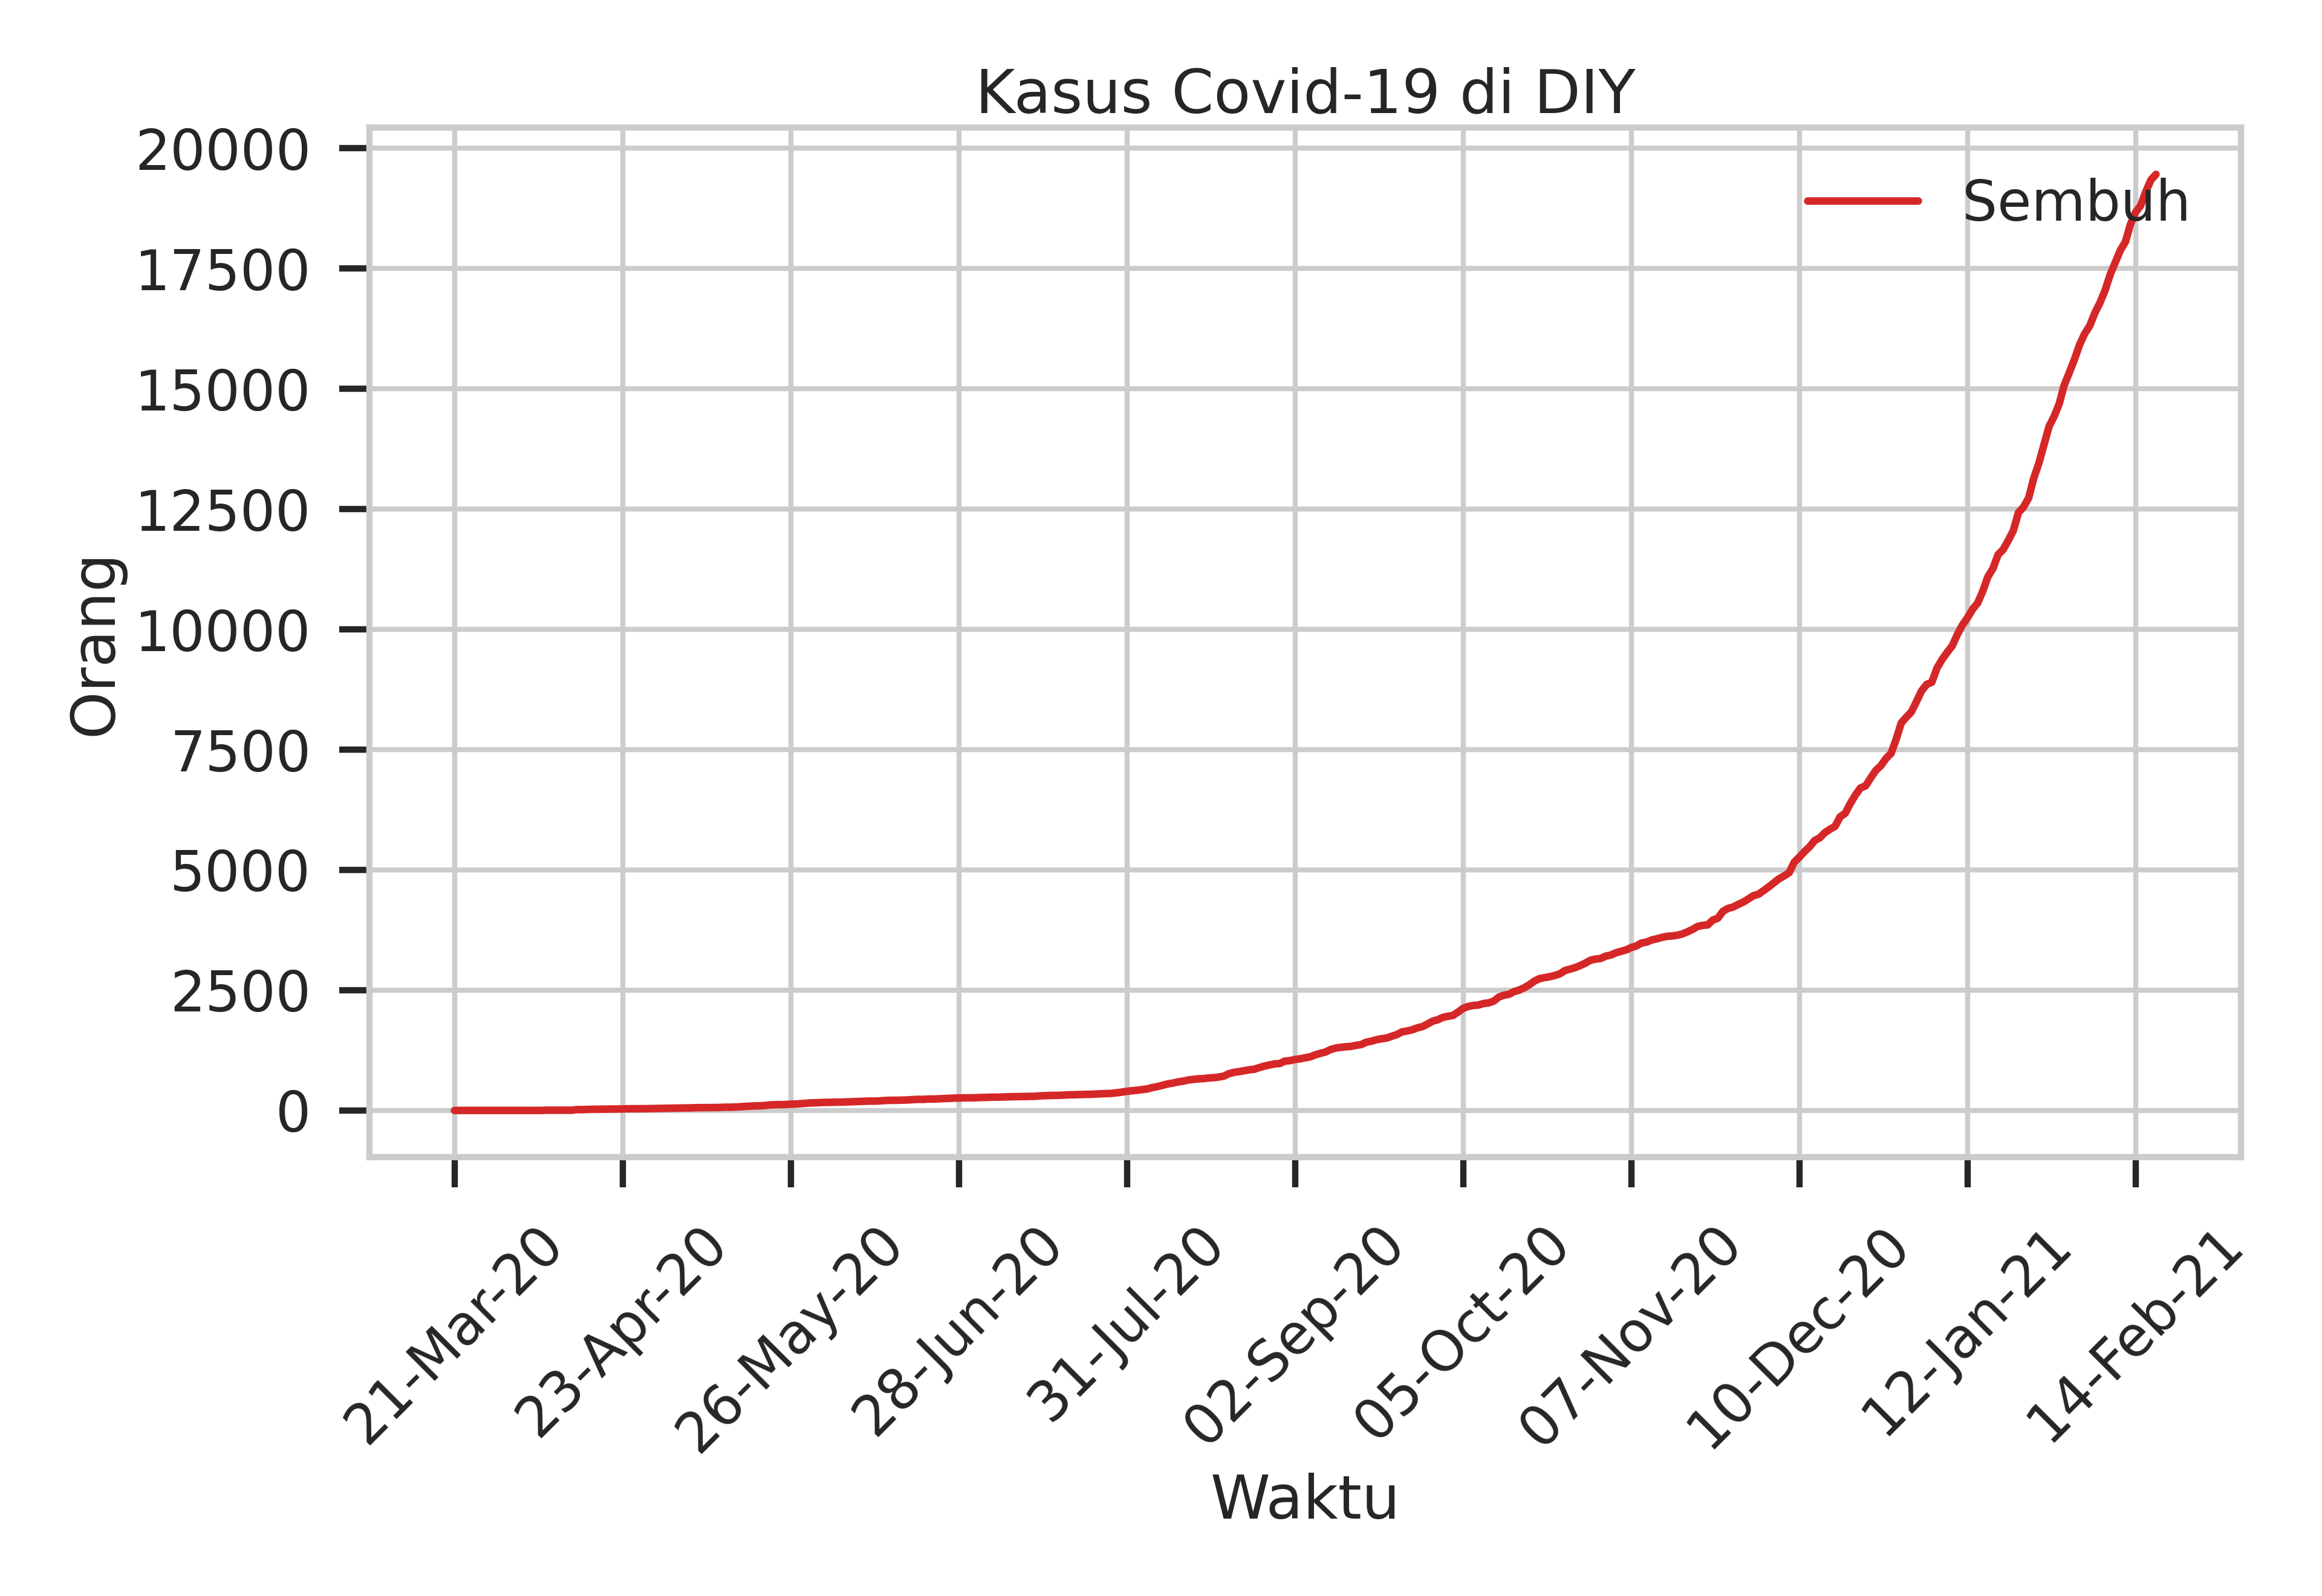 Kasus Covid-19 di DIY
20000
17500
15000
12500
10000
7500
5000
2500
0
Orang
Sembuh
21-Mar-20
23-Apr-20
26-May-20
28-Jun-20
31-Jul-20
02-Sep-20
05-Oct-20
07-Nov-20
10-Dec-20
12-Jan-21
14-Feb-21
Waktu